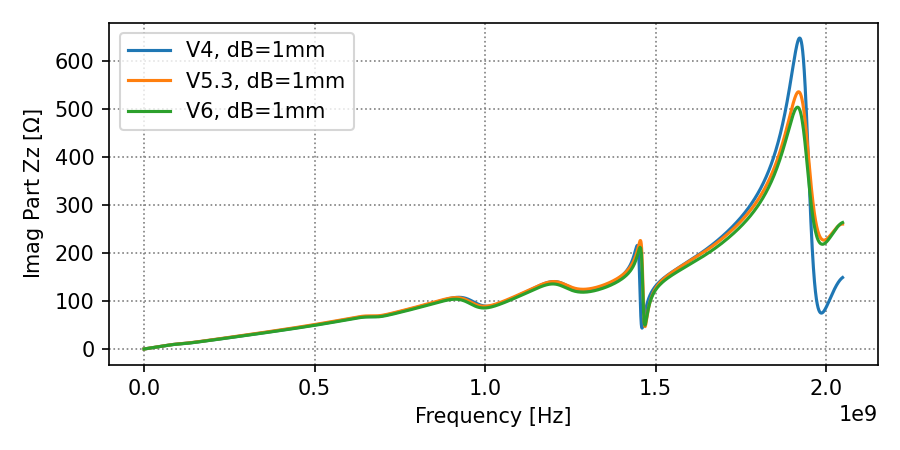 V4, dB=1mm
V5.3, dB=1mm
V6, dB=1mm
Imag Part Zz [Ω]
600
500
400
300
200
100
0
0.0 0.5 1.0 1.5 2.0
1e9
Frequency [Hz]